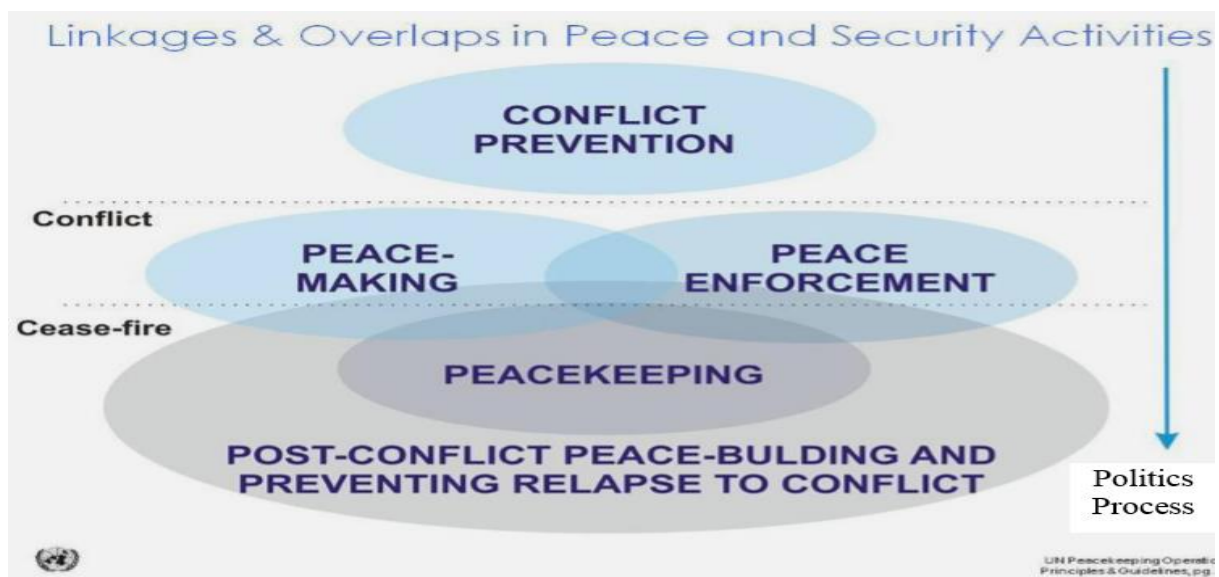 Linkages & Overlaps in Peace and Security Activities
CONFLICT
PREVENTION
Conflict
PEACE-
MAKING
PEACE
ENFORCEMENT
Cease-fire
PEACEKEEPING
POST-CONFLICT PEACE-BULDING AND
PREVENTING RELAPSE TO CONFLICT
Politics
Process
UN Peacekeeping Operatio
Principles & Guidelines, pg.